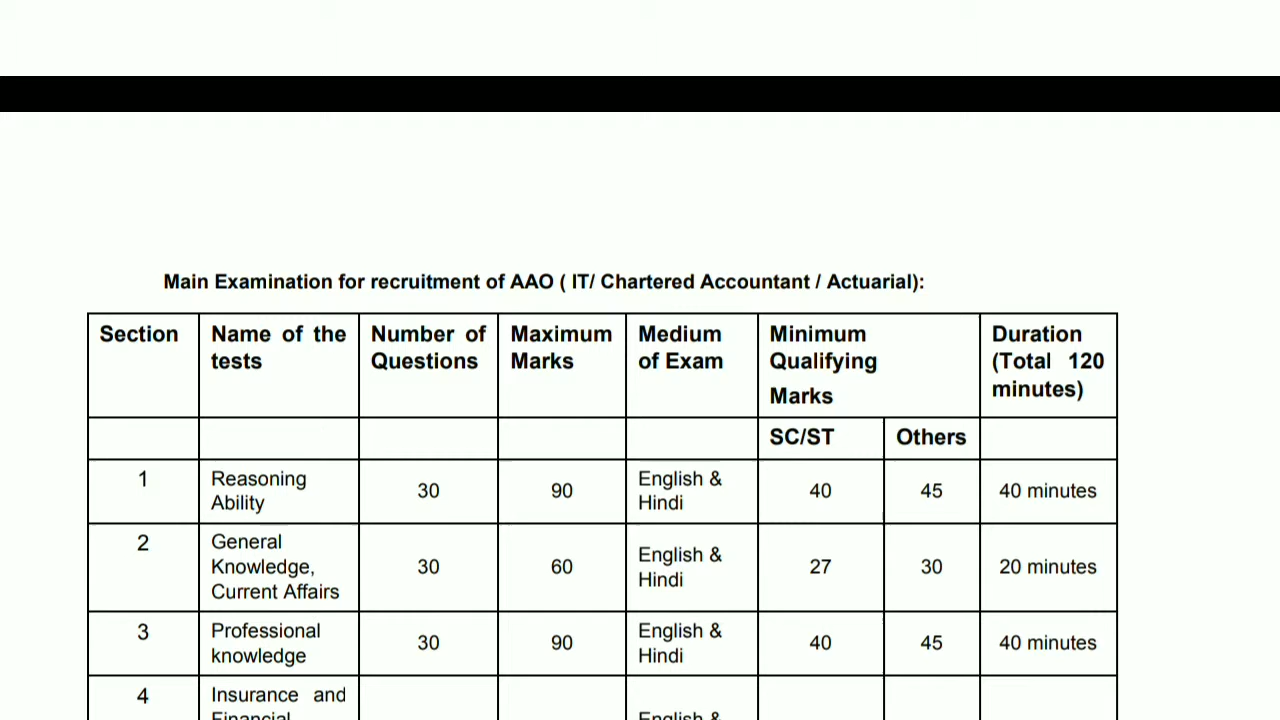 Main Examination for recruitment of AAO ( IT/ Chartered Accountant / Actuarial):
Section Name of the tests Number of Questions Maximum Marks Medium of Exam Minimum Qualifying Marks Duration (Total 120 minutes)
SC/ST Others
1 Reasoning Ability 30 90 English & Hindi 40 45 40 minutes
2 General Knowledge, Current Affairs 30 60 English & Hindi 27 30 20 minutes
3 Professional knowledge 30 90 English & Hindi 40 45 40 minutes
4 Insurance and Financial English &